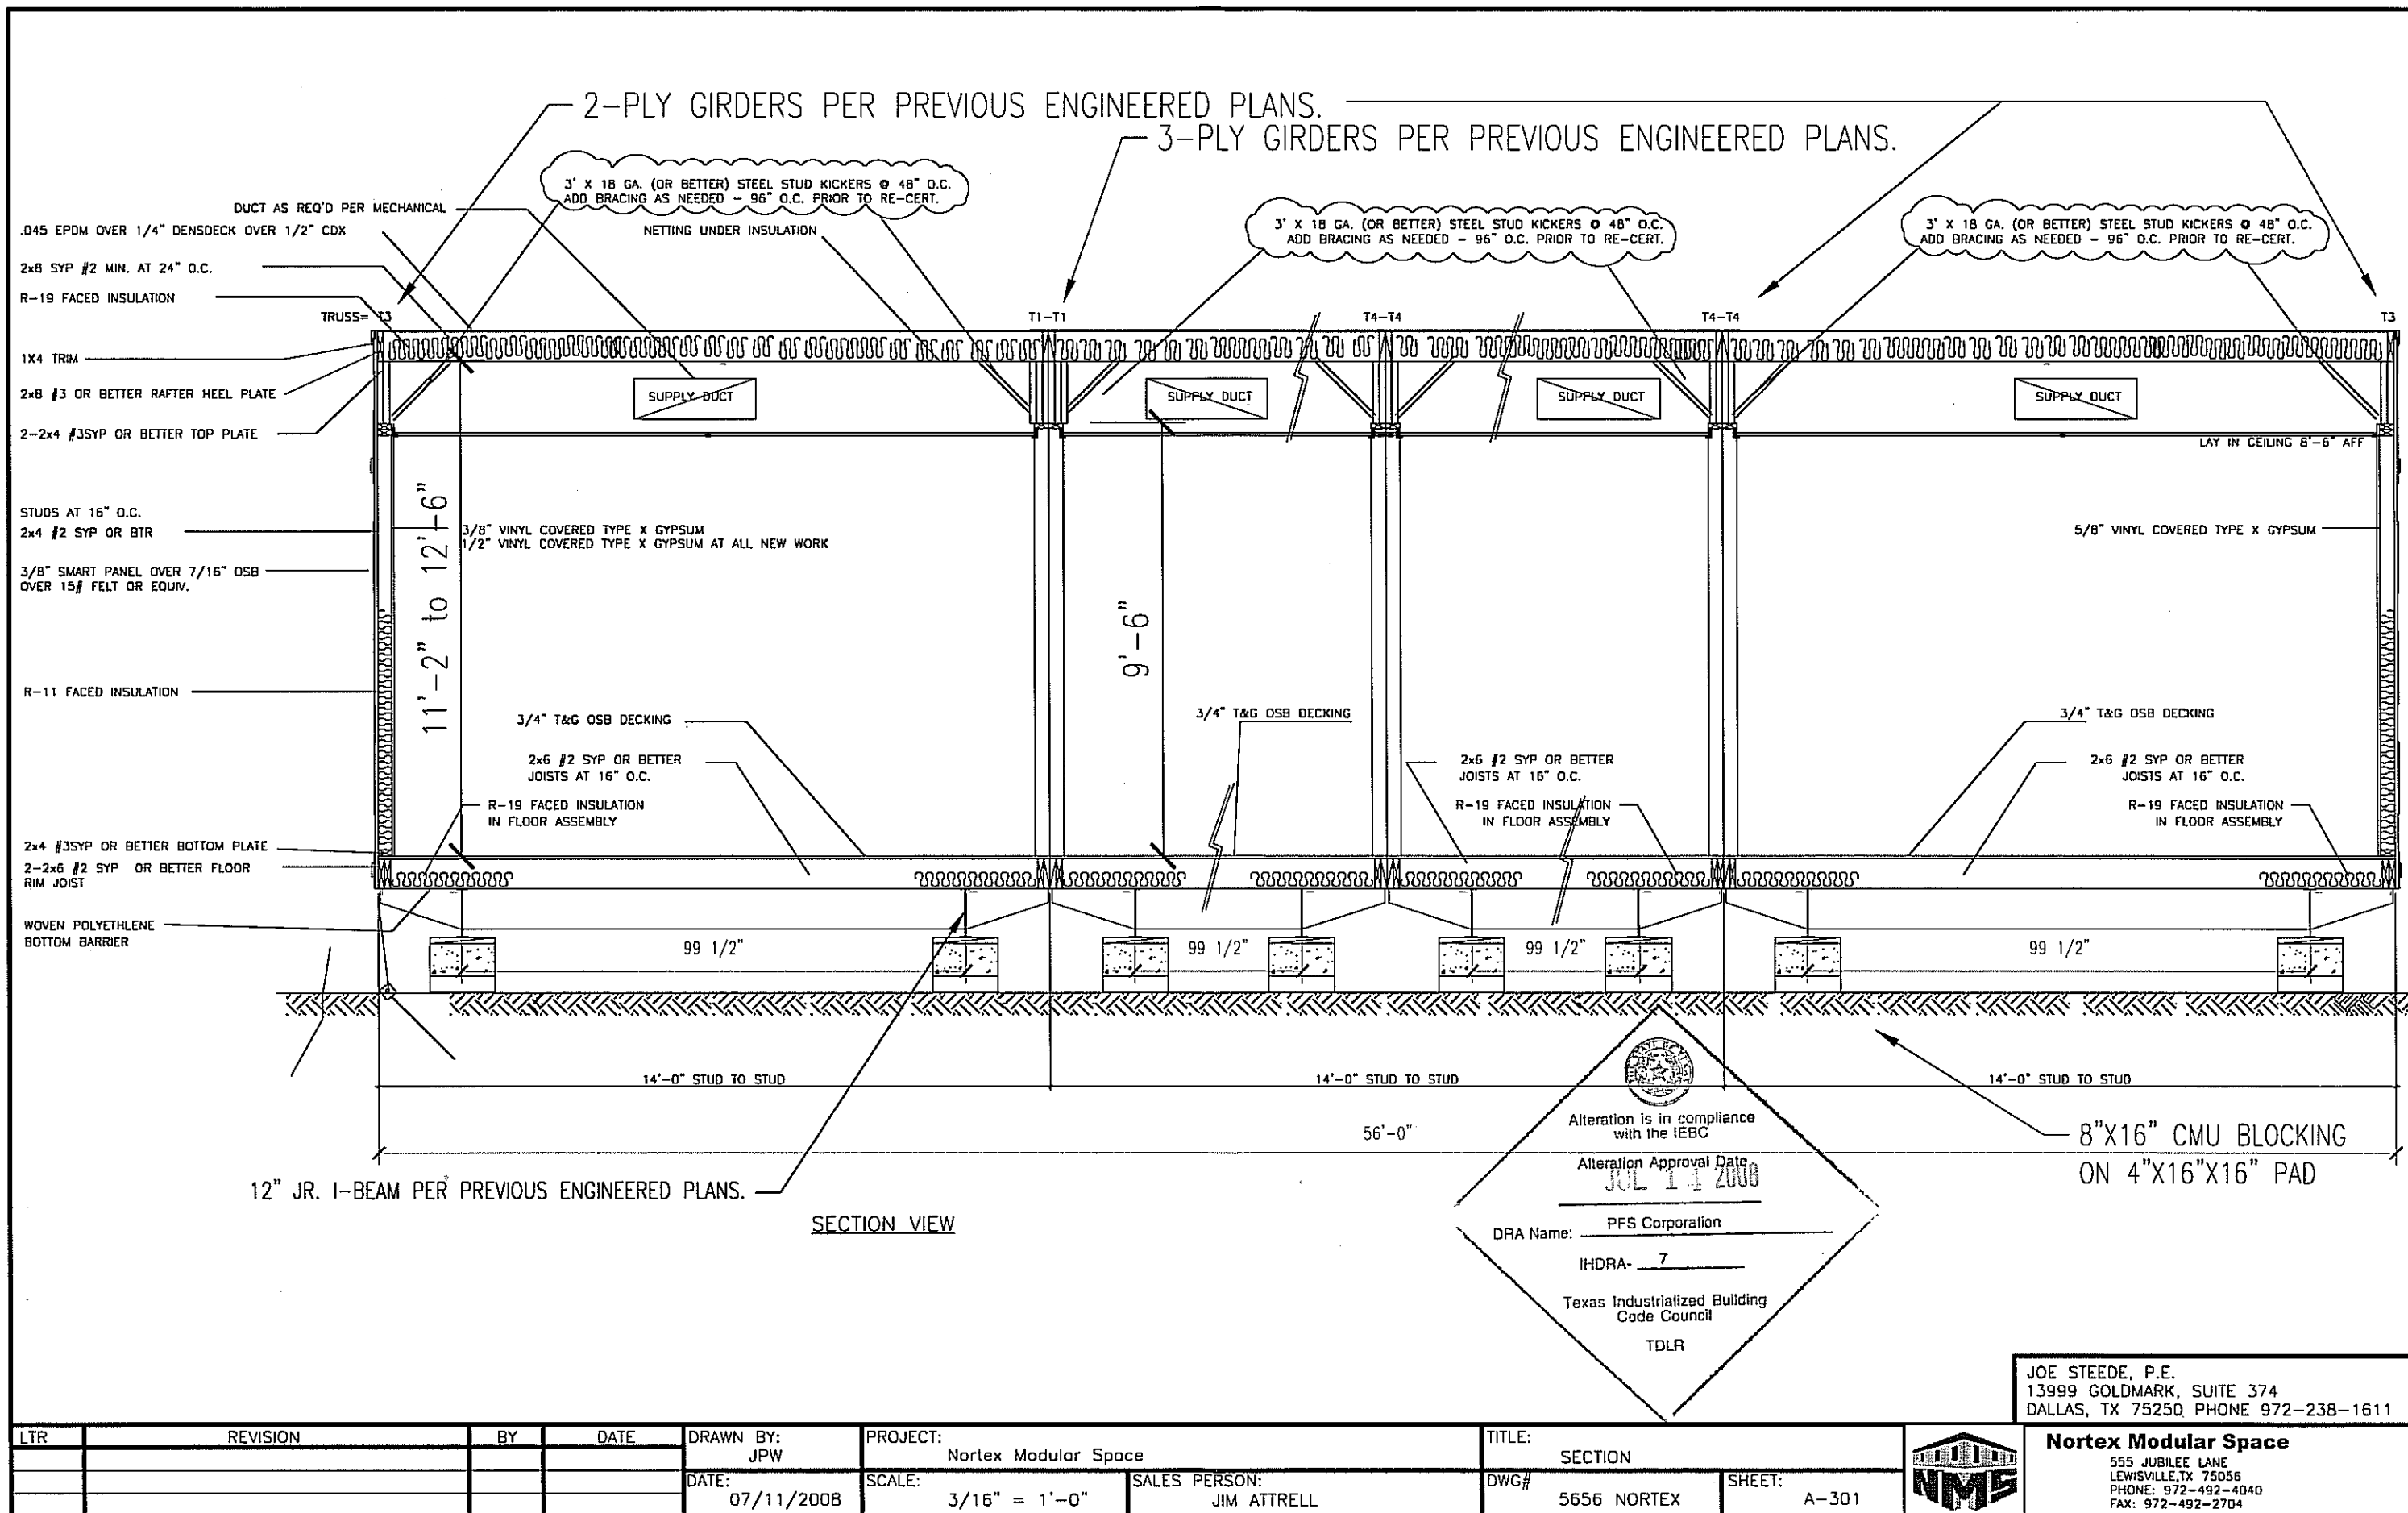 2-PLY GIRDERS PER PREVIOUS ENGINEERED PLANS.
3-PLY GIRDERS PER PREVIOUS ENGINEERED PLANS.
3' X 18 GA. (OR BETTER) STEEL STUD KICKERS @ 48" O.C.
ADD BRACING AS NEEDED - 96" O.C. PRIOR TO RE-CERT.
3' X 18 GA. (OR BETTER) STEEL STUD KICKERS @ 48" O.C.
ADD BRACING AS NEEDED - 96" O.C. PRIOR TO RE-CERT.
3' X 18 GA. (OR BETTER) STEEL STUD KICKERS @ 48" O.C.
ADD BRACING AS NEEDED - 96" O.C. PRIOR TO RE-CERT.
DUCT AS REQ'D PER MECHANICAL
NETTING UNDER INSULATION
.045 EPDM OVER 1/4" DENSDECK OVER 1/2" CDX
2x8 SYP #2 MIN. AT 24" O.C.
R-19 FACED INSULATION
TRUSS= T3
T1-T1
T4-T4
T4-T4
T3
1X4 TRIM
2x8 #3 OR BETTER RAFTER HEEL PLATE
2-2x4 #3SYP OR BETTER TOP PLATE
SUPPLY DUCT
SUPPLY DUCT
SUPPLY DUCT
SUPPLY DUCT
LAY IN CEILING 8'-6" AFF
STUDS AT 16" O.C.
2x4 #2 SYP OR BTR
3/8" SMART PANEL OVER 7/16" OSB
OVER 15# FELT OR EQUIV.
11'-2" to 12'-6"
3/8" VINYL COVERED TYPE X GYPSUM
1/2" VINYL COVERED TYPE X GYPSUM AT ALL NEW WORK
9'-6"
5/8" VINYL COVERED TYPE X GYPSUM
R-11 FACED INSULATION
3/4" T&G OSB DECKING
3/4" T&G OSB DECKING
3/4" T&G OSB DECKING
2x6 #2 SYP OR BETTER
JOISTS AT 16" O.C.
2x6 #2 SYP OR BETTER
JOISTS AT 16" O.C.
2x6 #2 SYP OR BETTER
JOISTS AT 16" O.C.
R-19 FACED INSULATION
IN FLOOR ASSEMBLY
R-19 FACED INSULATION
IN FLOOR ASSEMBLY
R-19 FACED INSULATION
IN FLOOR ASSEMBLY
2x4 #3SYP OR BETTER BOTTOM PLATE
2-2x6 #2 SYP OR BETTER FLOOR
RIM JOIST
WOVEN POLYETHLENE
BOTTOM BARRIER
99 1/2"
99 1/2"
99 1/2"
99 1/2"
14'-0" STUD TO STUD
14'-0" STUD TO STUD
14'-0" STUD TO STUD
56'-0"
8"X16" CMU BLOCKING
ON 4"X16"X16" PAD
12" JR. I-BEAM PER PREVIOUS ENGINEERED PLANS.
SECTION VIEW
Alteration is in compliance
with the IEBC
Alteration Approval Date
JUL 11 2008
DRA Name: PFS Corporation
IHDRA- 7
Texas Industrialized Building
Code Council
TDLR
JOE STEEDE, P.E.
13999 GOLDMARK, SUITE 374
DALLAS, TX 75250 PHONE 972-238-1611
LTR REVISION BY DATE
DRAWN BY:
JPW
PROJECT:
Nortex Modular Space
TITLE:
SECTION
DATE:
07/11/2008
SCALE:
3/16" = 1'-0"
SALES PERSON:
JIM ATTRELL
DWG#
5656 NORTEX
SHEET:
A-301
NMS
Nortex Modular Space
555 JUBILEE LANE
LEWISVILLE,TX 75056
PHONE: 972-492-4040
FAX: 972-492-2704